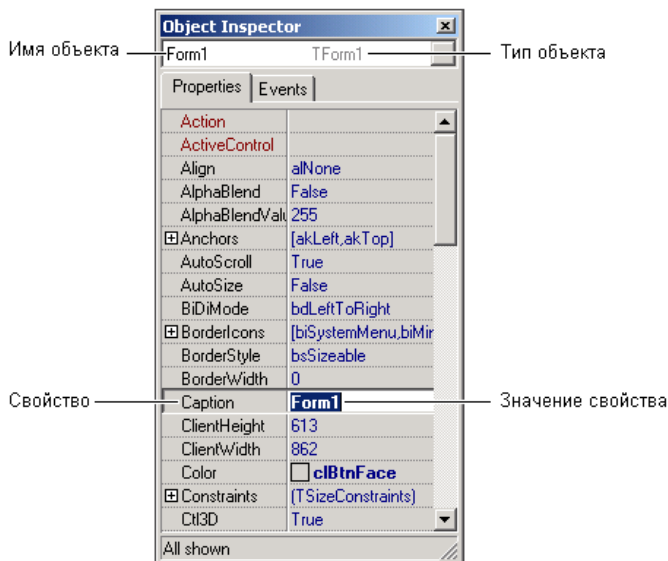 Object Inspector
Имя объекта Form1 TForm1 Тип объекта
Properties Events
Action
ActiveControl
Align alNone
AlphaBlend False
AlphaBlendValu 255
Anchors [akLeft,akTop]
AutoScroll True
AutoSize False
BiDiMode bdLeftToRight
BorderIcons [biSystemMenu,biMin
BorderStyle bsSizeable
BorderWidth 0
Свойство Caption Form1 Значение свойства
ClientHeight 613
ClientWidth 862
Color clBtnFace
Constraints (TSizeConstraints)
Ctl3D True
All shown